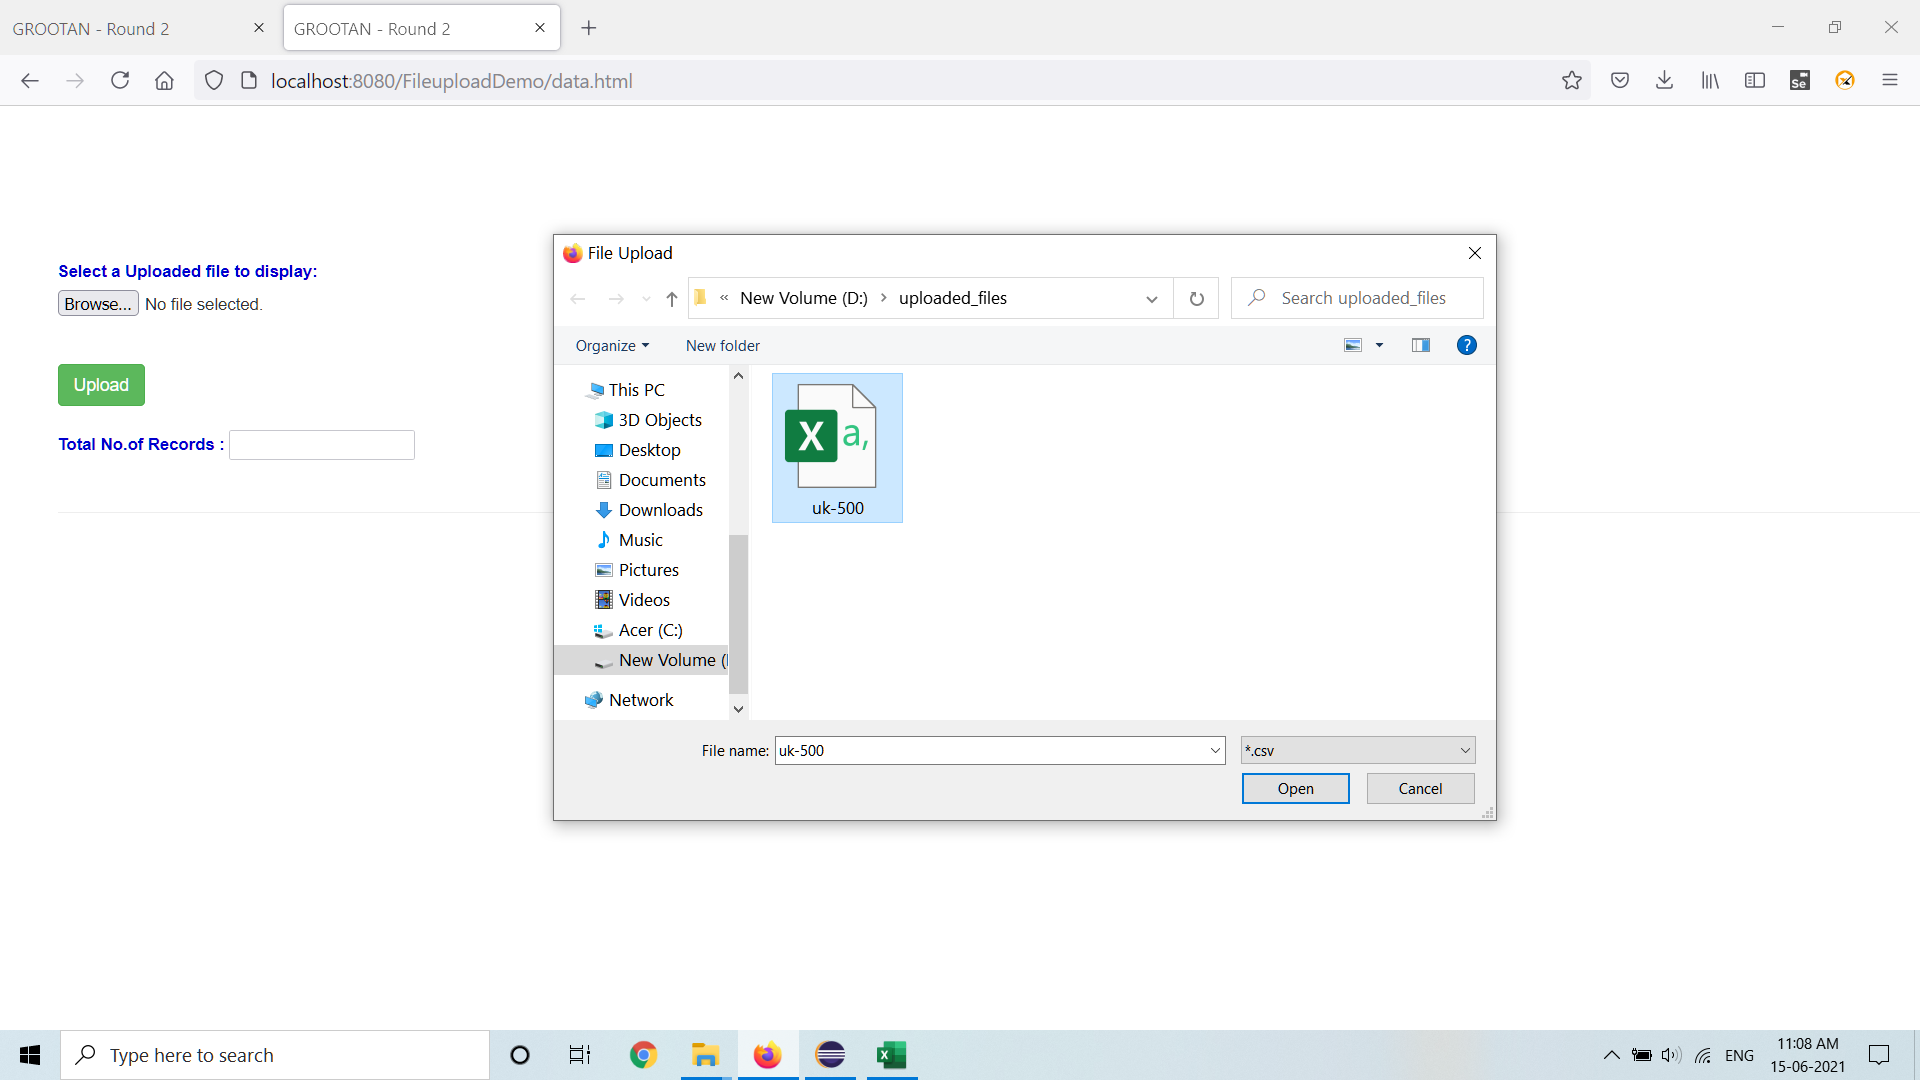 GROOTAN - Round 2
GROOTAN - Round 2
localhost:8080/FileuploadDemo/data.html
Se
Select a Uploaded file to display:
Browse... No file selected.
Upload
Total No.of Records :
File Upload
« New Volume (D:) > uploaded_files
Search uploaded_files
Organize
New folder
?
This PC
3D Objects
Desktop
Documents
Downloads
Music
Pictures
Videos
Acer (C:)
New Volume (
Network
X a,
uk-500
File name: uk-500
*.csv
Open
Cancel
Type here to search
X
ENG
11:08 AM
15-06-2021